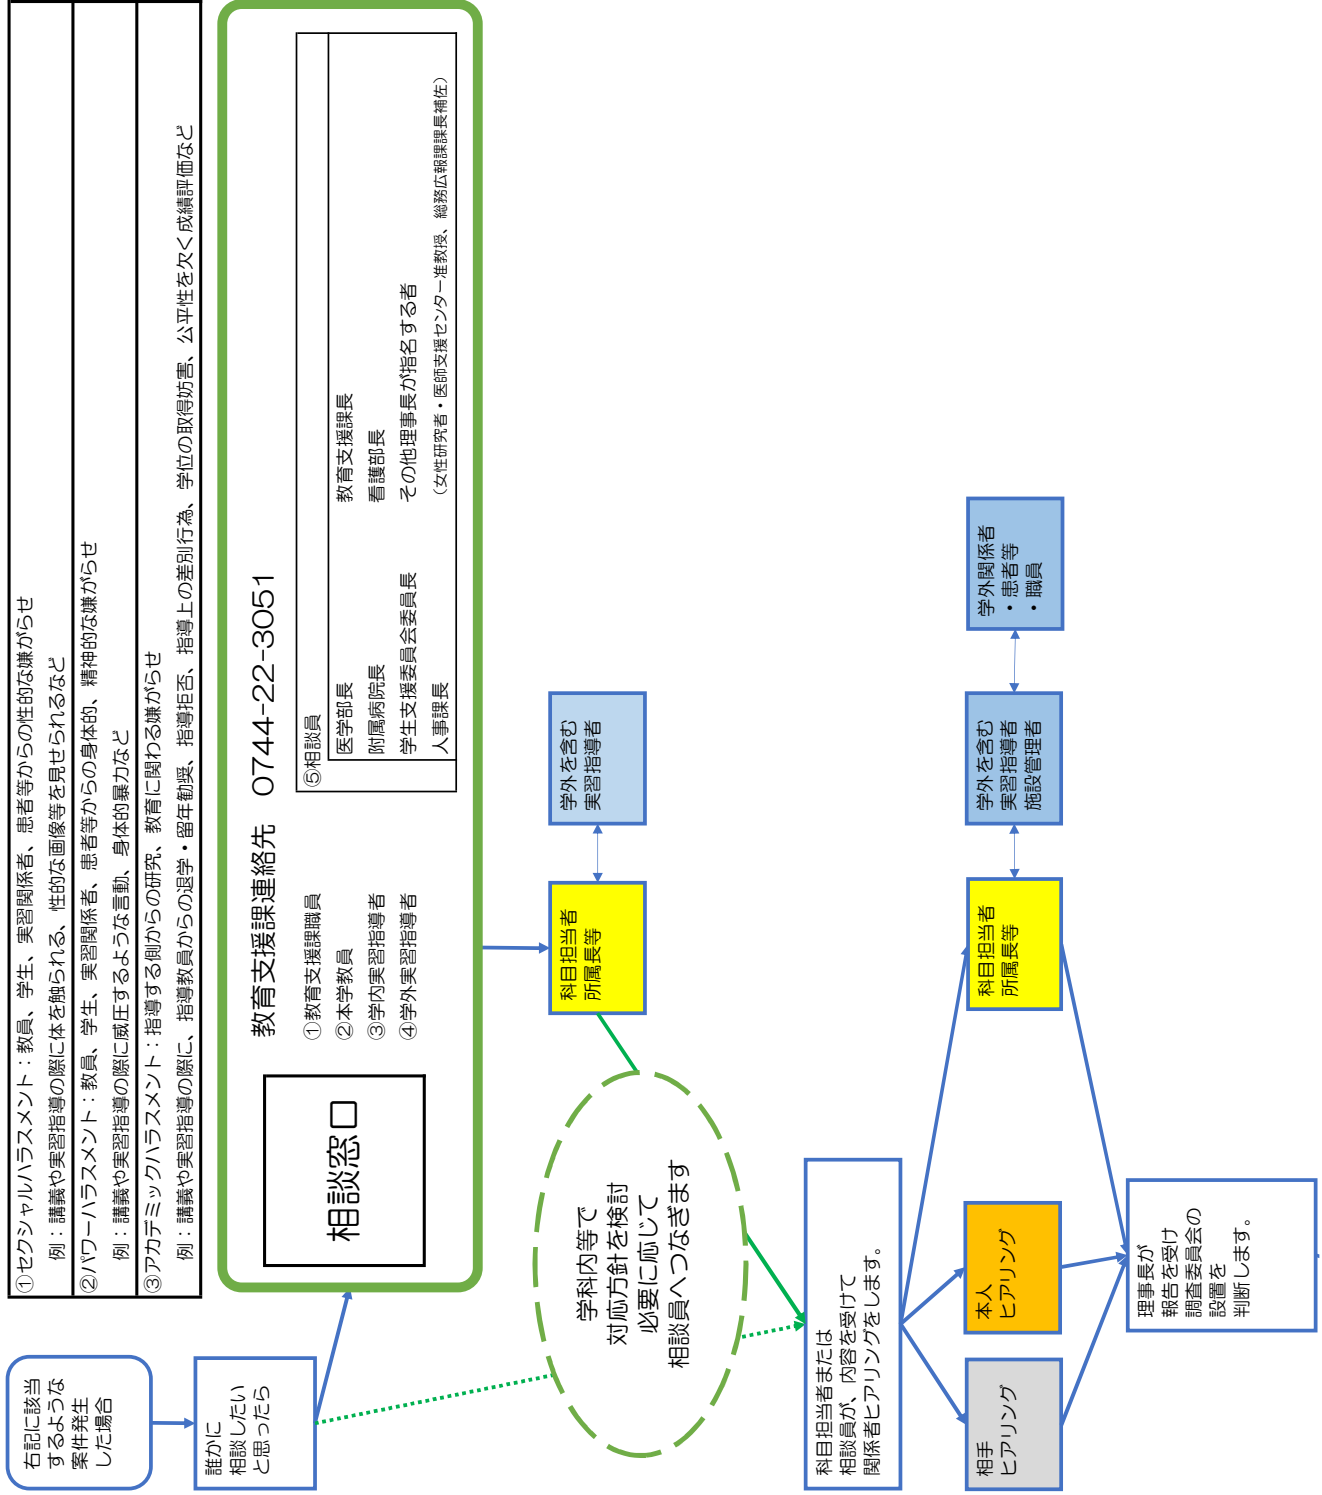 右記に該当
するような
案件発生
した場合
①セクシャルハラスメント：教員、学生、実習関係者、患者等からの性的な嫌がらせ
例：講義や実習指導の際に体を触られる、性的な画像等を見せられるなど
②パワーハラスメント：教員、学生、実習関係者、患者等からの身体的、精神的な嫌がらせ
例：講義や実習指導の際に威圧するような言動、身体的暴力など
③アカデミックハラスメント：指導する側からの研究、教育に関わる嫌がらせ
例：講義や実習指導の際に、指導教員からの退学・留年勧奨、指導拒否、指導上の差別行為、学位の取得妨害、公平性を欠く成績評価など
誰かに
相談したい
と思ったら
相談窓口
教育支援課連絡先　0744-22-3051
①教育支援課職員
②本学教員
③学内実習指導者
④学外実習指導者
⑤相談員
医学部長　教育支援課長
附属病院長　看護部長
学生支援委員会委員長　その他理事長が指名する者
人事課長　（女性研究者・医師支援センター准教授、総務広報課課長補佐）
科目担当者
所属長等
学外を含む
実習指導者
学科内等で
対応方針を検討
必要に応じて
相談員へつなぎます
科目担当者または
相談員が、内容を受けて
関係者ヒアリングをします。
相手
ヒアリング
本人
ヒアリング
科目担当者
所属長等
学外を含む
実習指導者
施設管理者
学外関係者
・患者等
・職員
理事長が
報告を受け
調査委員会の
設置を
判断します。